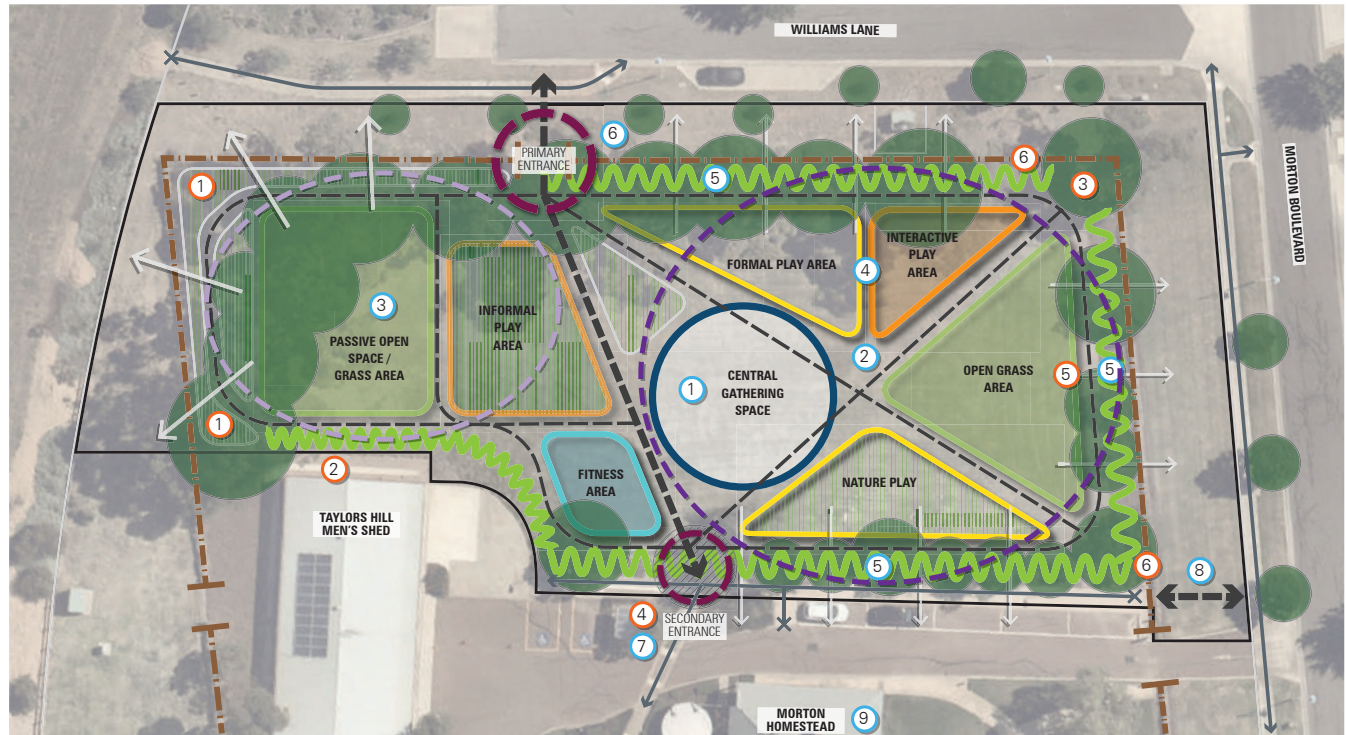 WILLIAMS LANE
MORTON BOULEVARD
6
PRIMARY
ENTRANCE
6
5
1
3
INTERACTIVE
PLAY
AREA
FORMAL PLAY AREA
4
3
INFORMAL
PLAY
AREA
PASSIVE OPEN
SPACE /
GRASS AREA
2
OPEN GRASS
AREA
5
5
1
CENTRAL
GATHERING
SPACE
1
2
FITNESS
AREA
NATURE PLAY
TAYLORS HILL
MEN'S SHED
5
6
8
4
SECONDARY
ENTRANCE
7
MORTON
HOMESTEAD
9